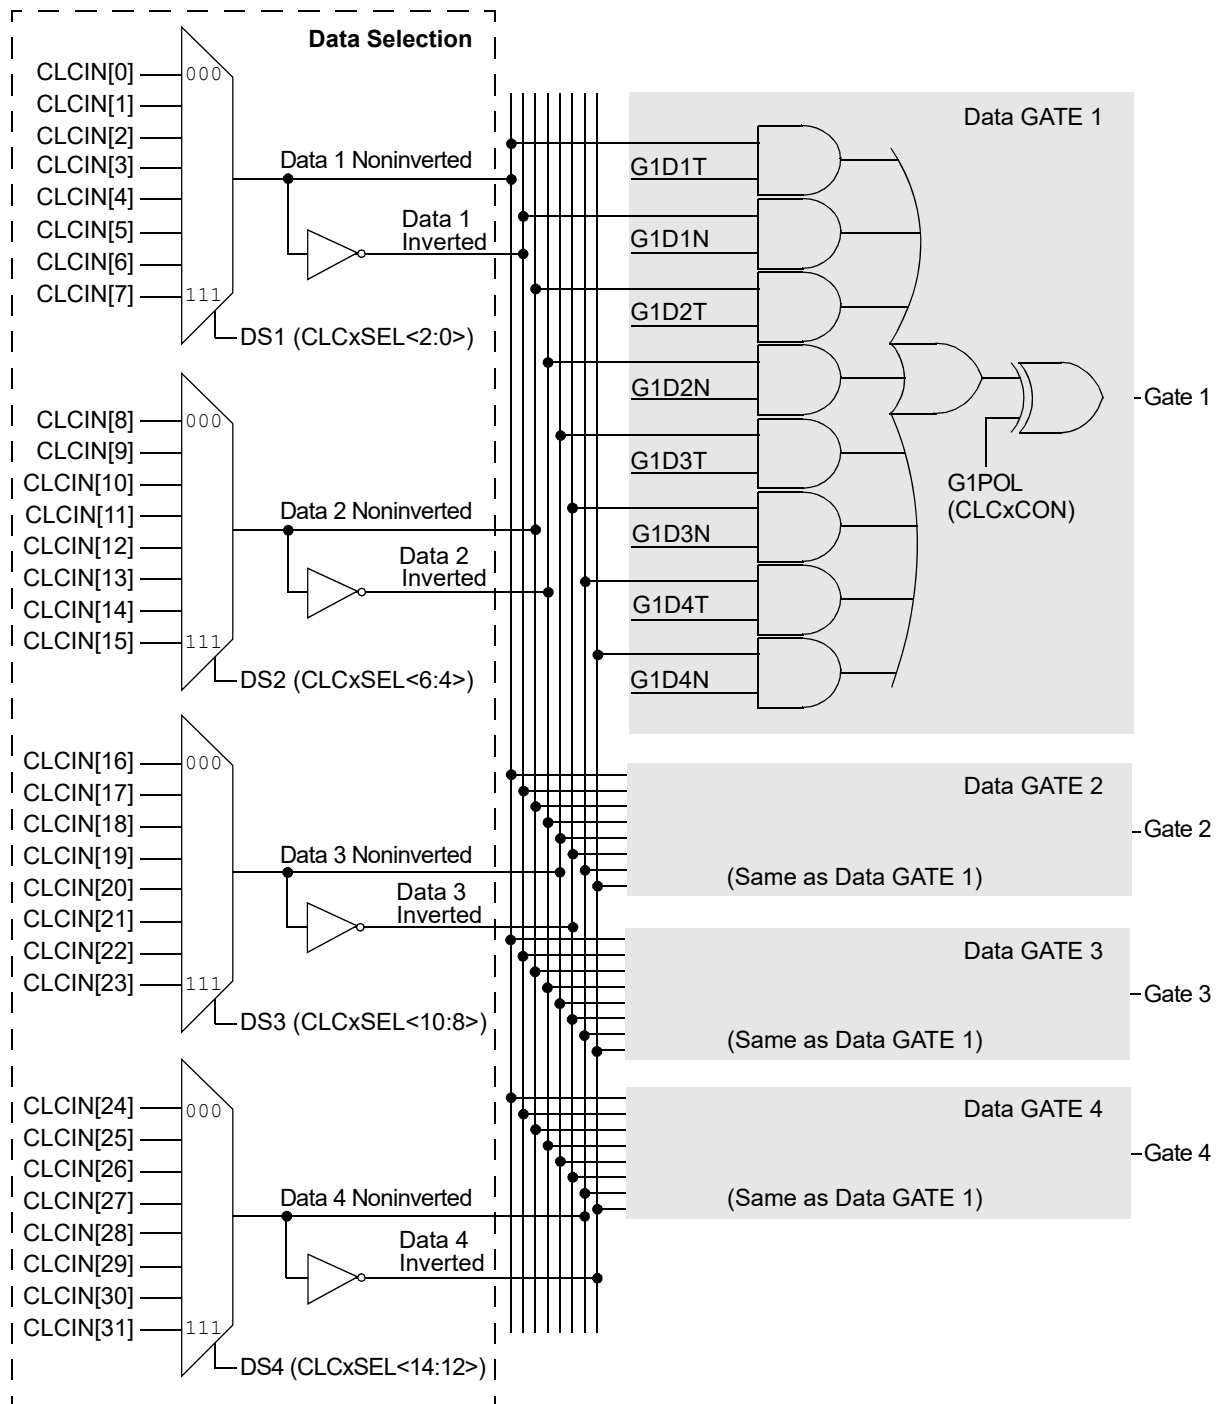 Data Selection
CLCIN[0]
000
CLCIN[1]
CLCIN[2]
CLCIN[3]
CLCIN[4]
CLCIN[5]
CLCIN[6]
CLCIN[7]
111
Data 1 Noninverted
Data 1
Inverted
DS1 (CLCxSEL<2:0>)
CLCIN[8]
000
CLCIN[9]
CLCIN[10]
CLCIN[11]
CLCIN[12]
CLCIN[13]
CLCIN[14]
CLCIN[15]
111
Data 2 Noninverted
Data 2
Inverted
DS2 (CLCxSEL<6:4>)
CLCIN[16]
000
CLCIN[17]
CLCIN[18]
CLCIN[19]
CLCIN[20]
CLCIN[21]
CLCIN[22]
CLCIN[23]
111
Data 3 Noninverted
Data 3
Inverted
DS3 (CLCxSEL<10:8>)
CLCIN[24]
000
CLCIN[25]
CLCIN[26]
CLCIN[27]
CLCIN[28]
CLCIN[29]
CLCIN[30]
CLCIN[31]
111
Data 4 Noninverted
Data 4
Inverted
DS4 (CLCxSEL<14:12>)
Data GATE 1
G1D1T
G1D1N
G1D2T
G1D2N
G1D3T
G1D3N
G1D4T
G1D4N
G1POL
(CLCxCON)
Gate 1
Data GATE 2
(Same as Data GATE 1)
Gate 2
Data GATE 3
(Same as Data GATE 1)
Gate 3
Data GATE 4
(Same as Data GATE 1)
Gate 4